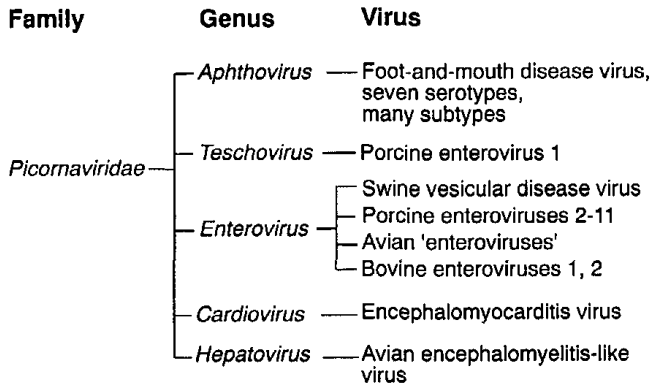 Family Genus Virus
Aphthovirus Foot-and-mouth disease virus,
seven serotypes,
many subtypes
Teschovirus Porcine enterovirus 1
Picornaviridae
Swine vesicular disease virus
Porcine enteroviruses 2-11
Enterovirus
Avian 'enteroviruses'
Bovine enteroviruses 1, 2
Cardiovirus Encephalomyocarditis virus
Hepatovirus Avian encephalomyelitis-like
virus